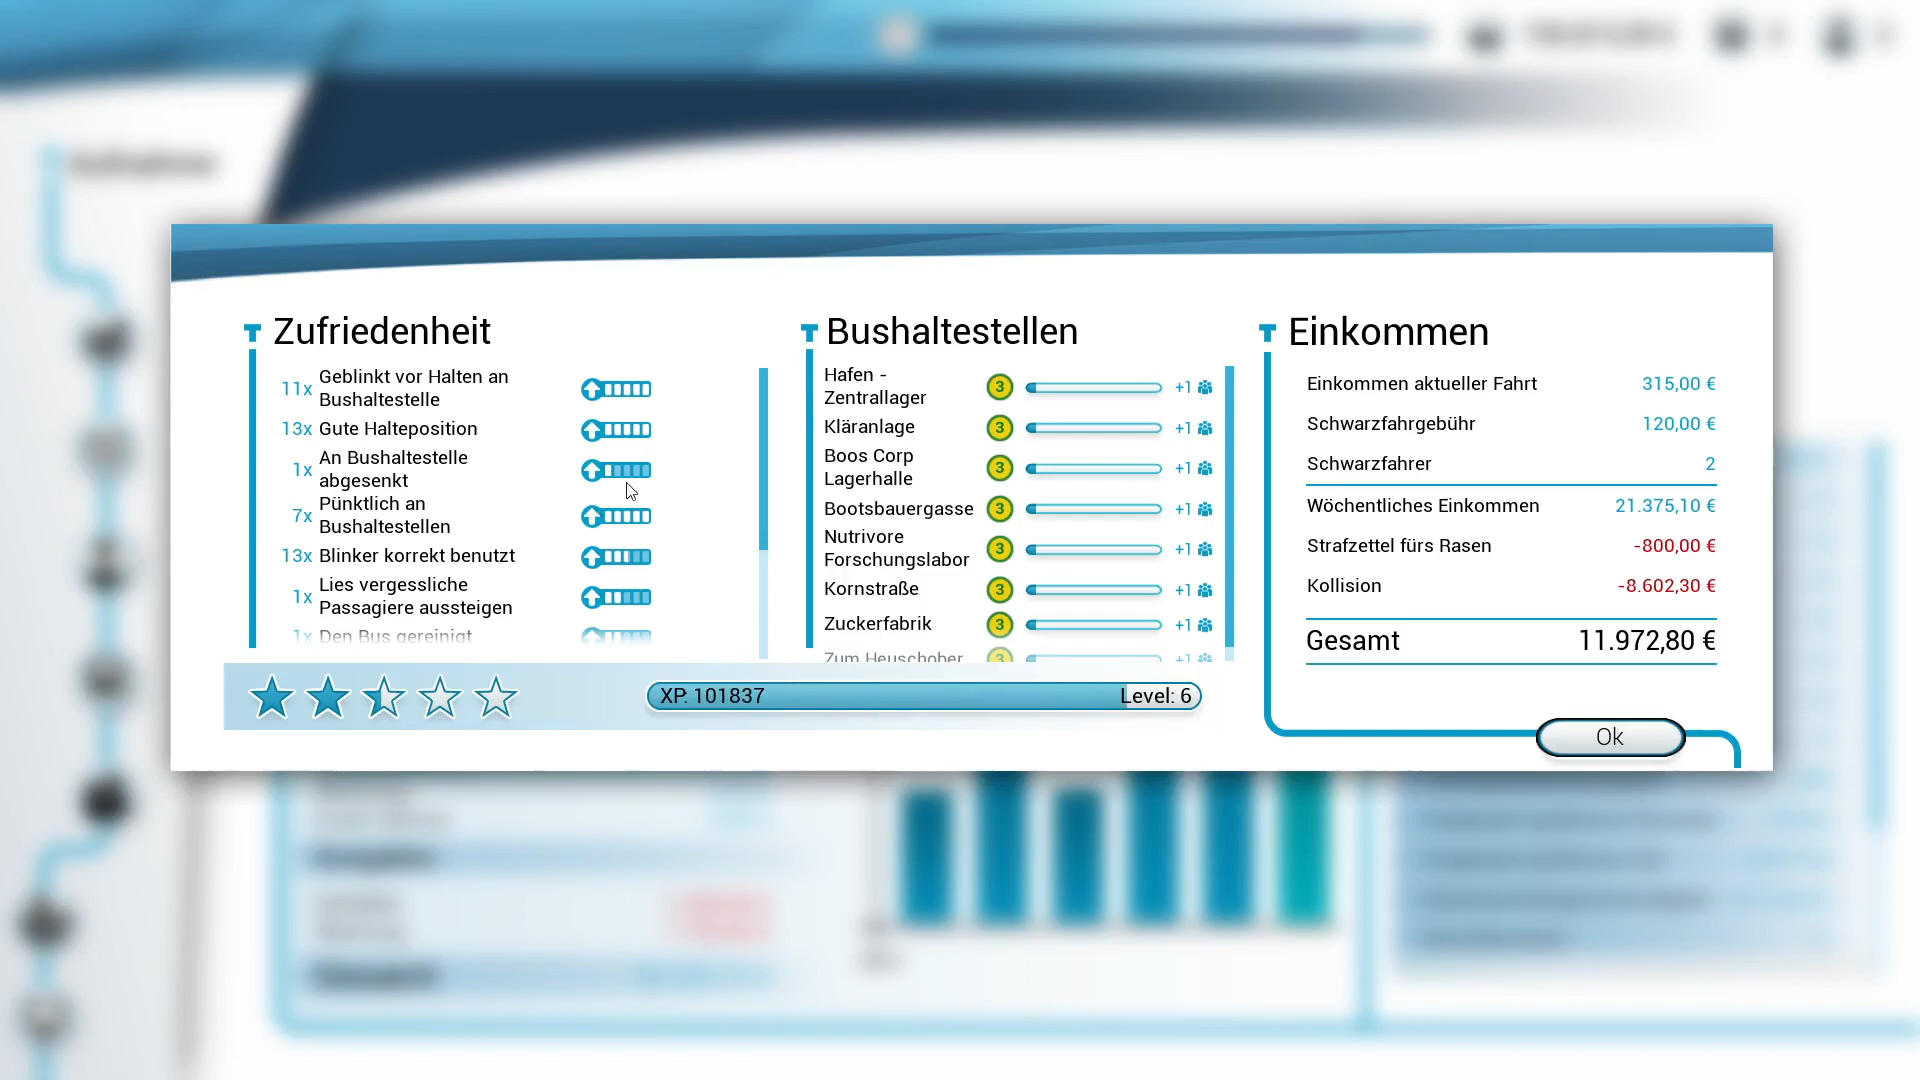 Zufriedenheit
11x Geblinkt vor Halten an
Bushaltestelle
13x Gute Halteposition
1x An Bushaltestelle
abgesenkt
7x Pünktlich an
Bushaltestellen
13x Blinker korrekt benutzt
1x Lies vergessliche
Passagiere aussteigen
1x Den Bus gereinigt
Bushaltestellen
Hafen -
Zentrallager 3 +1
Kläranlage 3 +1
Boos Corp
Lagerhalle 3 +1
Bootsbauergasse 3 +1
Nutrivore
Forschungslabor 3 +1
Kornstraße 3 +1
Zuckerfabrik 3 +1
Zum Heuschober 3 +1
Einkommen
Einkommen aktueller Fahrt 315,00 €
Schwarzfahrgebühr 120,00 €
Schwarzfahrer 2
Wöchentliches Einkommen 21.375,10 €
Strafzettel fürs Rasen -800,00 €
Kollision -8.602,30 €
Gesamt 11.972,80 €
XP: 101837 Level: 6
Ok